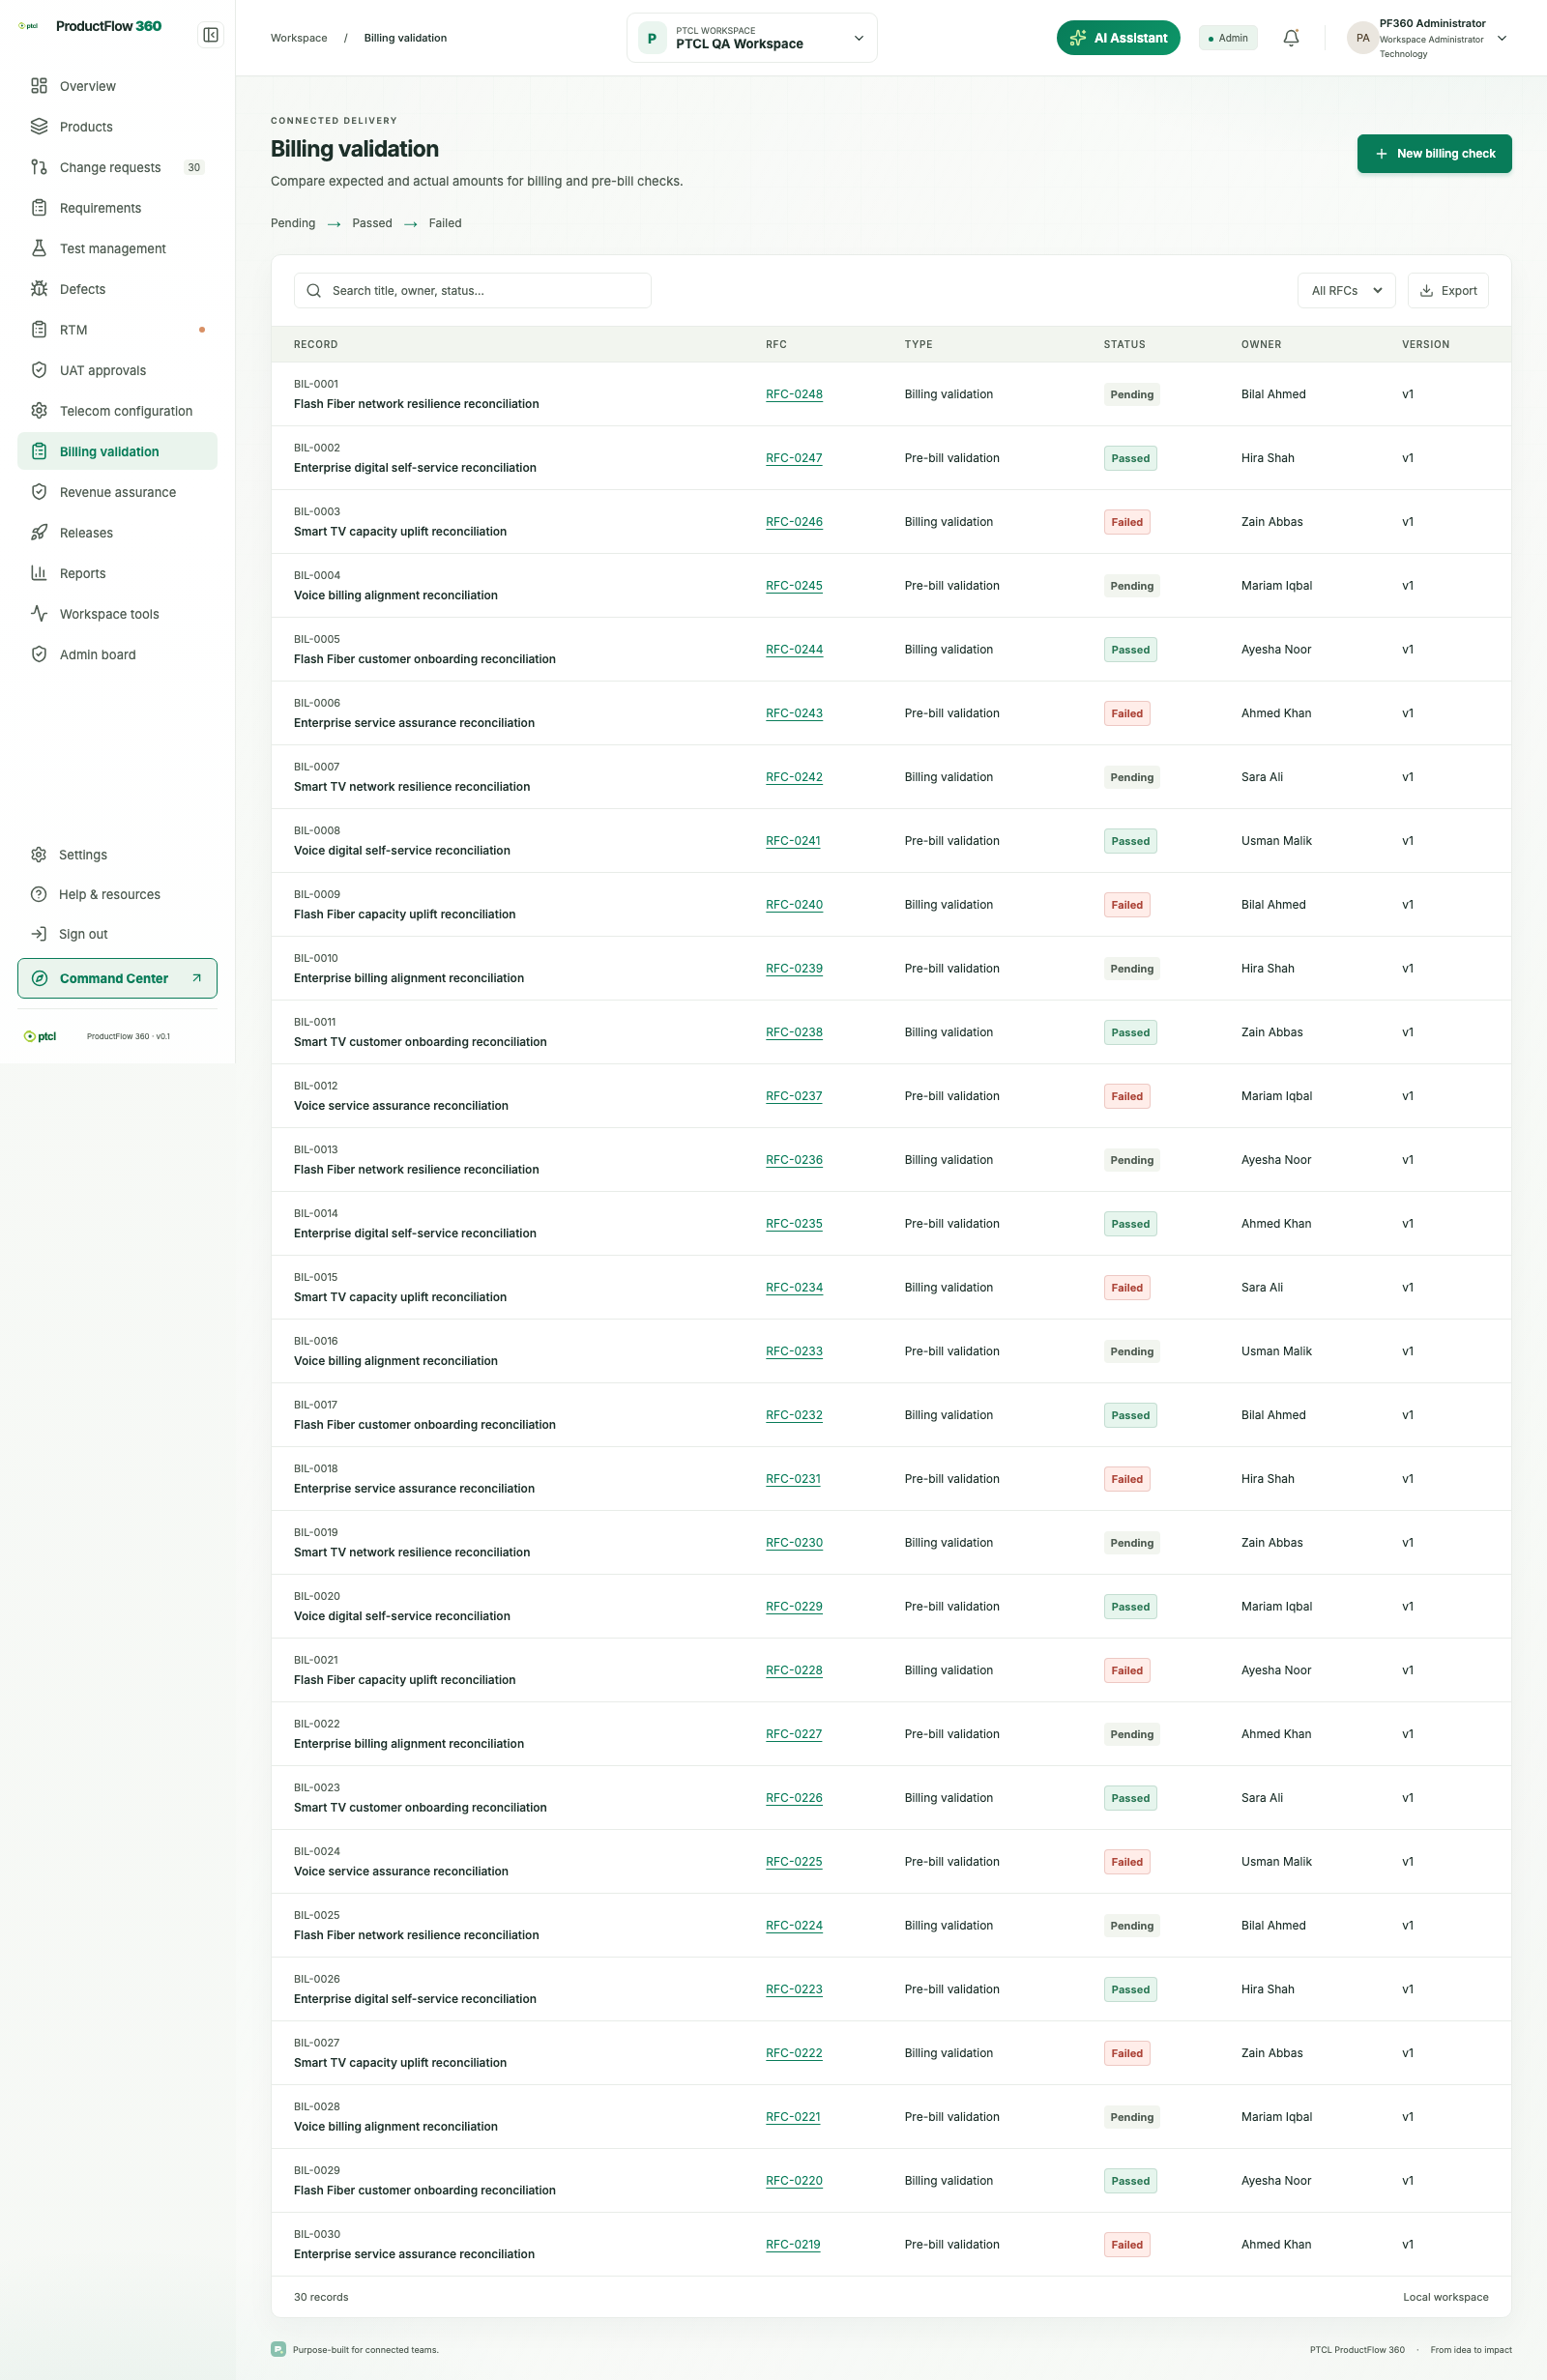 ptcl ProductFlow 360
Overview
Products
Change requests 30
Requirements
Test management
Defects
RTM
UAT approvals
Telecom configuration
Billing validation
Revenue assurance
Releases
Reports
Workspace tools
Admin board
Settings
Help & resources
Sign out
Command Center
ptcl ProductFlow 360 · v0.1
Workspace / Billing validation
P
PTCL WORKSPACE
PTCL QA Workspace
AI Assistant
Admin
PA
PF360 Administrator
Workspace Administrator
Technology
CONNECTED DELIVERY
Billing validation
Compare expected and actual amounts for billing and pre-bill checks.
New billing check
Pending → Passed → Failed
Search title, owner, status...
All RFCs
Export
RECORD RFC TYPE STATUS OWNER VERSION
BIL-0001
Flash Fiber network resilience reconciliation RFC-0248 Billing validation Pending Bilal Ahmed v1
BIL-0002
Enterprise digital self-service reconciliation RFC-0247 Pre-bill validation Passed Hira Shah v1
BIL-0003
Smart TV capacity uplift reconciliation RFC-0246 Billing validation Failed Zain Abbas v1
BIL-0004
Voice billing alignment reconciliation RFC-0245 Pre-bill validation Pending Mariam Iqbal v1
BIL-0005
Flash Fiber customer onboarding reconciliation RFC-0244 Billing validation Passed Ayesha Noor v1
BIL-0006
Enterprise service assurance reconciliation RFC-0243 Pre-bill validation Failed Ahmed Khan v1
BIL-0007
Smart TV network resilience reconciliation RFC-0242 Billing validation Pending Sara Ali v1
BIL-0008
Voice digital self-service reconciliation RFC-0241 Pre-bill validation Passed Usman Malik v1
BIL-0009
Flash Fiber capacity uplift reconciliation RFC-0240 Billing validation Failed Bilal Ahmed v1
BIL-0010
Enterprise billing alignment reconciliation RFC-0239 Pre-bill validation Pending Hira Shah v1
BIL-0011
Smart TV customer onboarding reconciliation RFC-0238 Billing validation Passed Zain Abbas v1
BIL-0012
Voice service assurance reconciliation RFC-0237 Pre-bill validation Failed Mariam Iqbal v1
BIL-0013
Flash Fiber network resilience reconciliation RFC-0236 Billing validation Pending Ayesha Noor v1
BIL-0014
Enterprise digital self-service reconciliation RFC-0235 Pre-bill validation Passed Ahmed Khan v1
BIL-0015
Smart TV capacity uplift reconciliation RFC-0234 Billing validation Failed Sara Ali v1
BIL-0016
Voice billing alignment reconciliation RFC-0233 Pre-bill validation Pending Usman Malik v1
BIL-0017
Flash Fiber customer onboarding reconciliation RFC-0232 Billing validation Passed Bilal Ahmed v1
BIL-0018
Enterprise service assurance reconciliation RFC-0231 Pre-bill validation Failed Hira Shah v1
BIL-0019
Smart TV network resilience reconciliation RFC-0230 Billing validation Pending Zain Abbas v1
BIL-0020
Voice digital self-service reconciliation RFC-0229 Pre-bill validation Passed Mariam Iqbal v1
BIL-0021
Flash Fiber capacity uplift reconciliation RFC-0228 Billing validation Failed Ayesha Noor v1
BIL-0022
Enterprise billing alignment reconciliation RFC-0227 Pre-bill validation Pending Ahmed Khan v1
BIL-0023
Smart TV customer onboarding reconciliation RFC-0226 Billing validation Passed Sara Ali v1
BIL-0024
Voice service assurance reconciliation RFC-0225 Pre-bill validation Failed Usman Malik v1
BIL-0025
Flash Fiber network resilience reconciliation RFC-0224 Billing validation Pending Bilal Ahmed v1
BIL-0026
Enterprise digital self-service reconciliation RFC-0223 Pre-bill validation Passed Hira Shah v1
BIL-0027
Smart TV capacity uplift reconciliation RFC-0222 Billing validation Failed Zain Abbas v1
BIL-0028
Voice billing alignment reconciliation RFC-0221 Pre-bill validation Pending Mariam Iqbal v1
BIL-0029
Flash Fiber customer onboarding reconciliation RFC-0220 Billing validation Passed Ayesha Noor v1
BIL-0030
Enterprise service assurance reconciliation RFC-0219 Pre-bill validation Failed Ahmed Khan v1
30 records Local workspace
P. Purpose-built for connected teams. PTCL ProductFlow 360 · From idea to impact